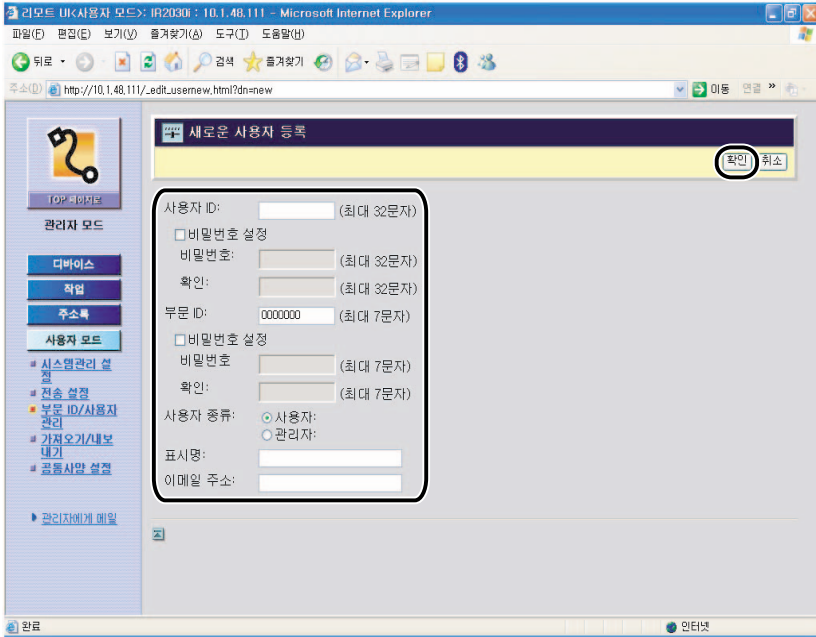 리모트 UI<사용자 모드>: iR2030i : 10.1.48.111 - Microsoft Internet Explorer
파일(F) 편집(E) 보기(V) 즐겨찾기(A) 도구(T) 도움말(H)
뒤로 검색 즐겨찾기
주소(D) http://10.1.48.111/_edit_usernew.html?dn=new 이동 연결 »
새로운 사용자 등록
확인 취소
TOP 페이지로
관리자 모드
디바이스
작업
주소록
사용자 모드
시스템관리 설
정
전송 설정
부문 ID/사용자
관리
가져오기/내보
내기
공통사양 설정
관리자에게 메일
사용자 ID: (최대 32문자)
비밀번호 설정
비밀번호: (최대 32문자)
확인: (최대 32문자)
부문 ID: 0000000 (최대 7문자)
비밀번호 설정
비밀번호 (최대 7문자)
확인: (최대 7문자)
사용자 종류: 사용자:
관리자:
표시명:
이메일 주소:
완료 인터넷